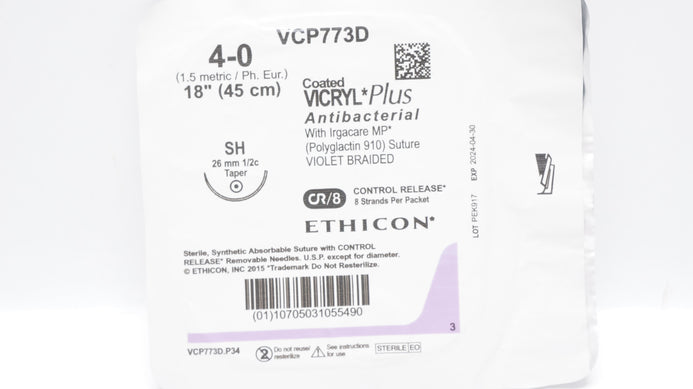 VCP773D
4-0
(1.5 metric / Ph. Eur.)
18" (45 cm)
Coated
VICRYL*Plus
Antibacterial
With Irgacare MP*
(Polyglactin 910) Suture
VIOLET BRAIDED
SH
26 mm 1/2c
Taper
CR/8 CONTROL RELEASE*
8 Strands Per Packet
ETHICON*
LOT PEK917 EXP 2024-04-30
Sterile, Synthetic Absorbable Suture with CONTROL
RELEASE* Removable Needles. U.S.P. except for diameter.
© ETHICON, INC 2015 *Trademark Do Not Resterilize.
(01)10705031055490
3
VCP773D.P34
2 Do not reuse/
resterilize
See instructions
for use
STERILE EO